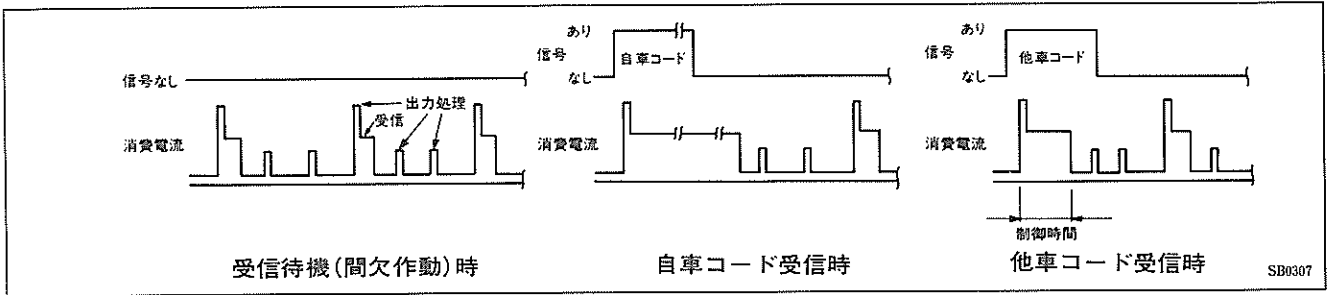 信号なし
消費電流
出力処理
受信
受信待機(間欠作動)時
あり
信号
なし
自車コード
消費電流
自車コード受信時
あり
信号
なし
他車コード
消費電流
制御時間
他車コード受信時
SB0307